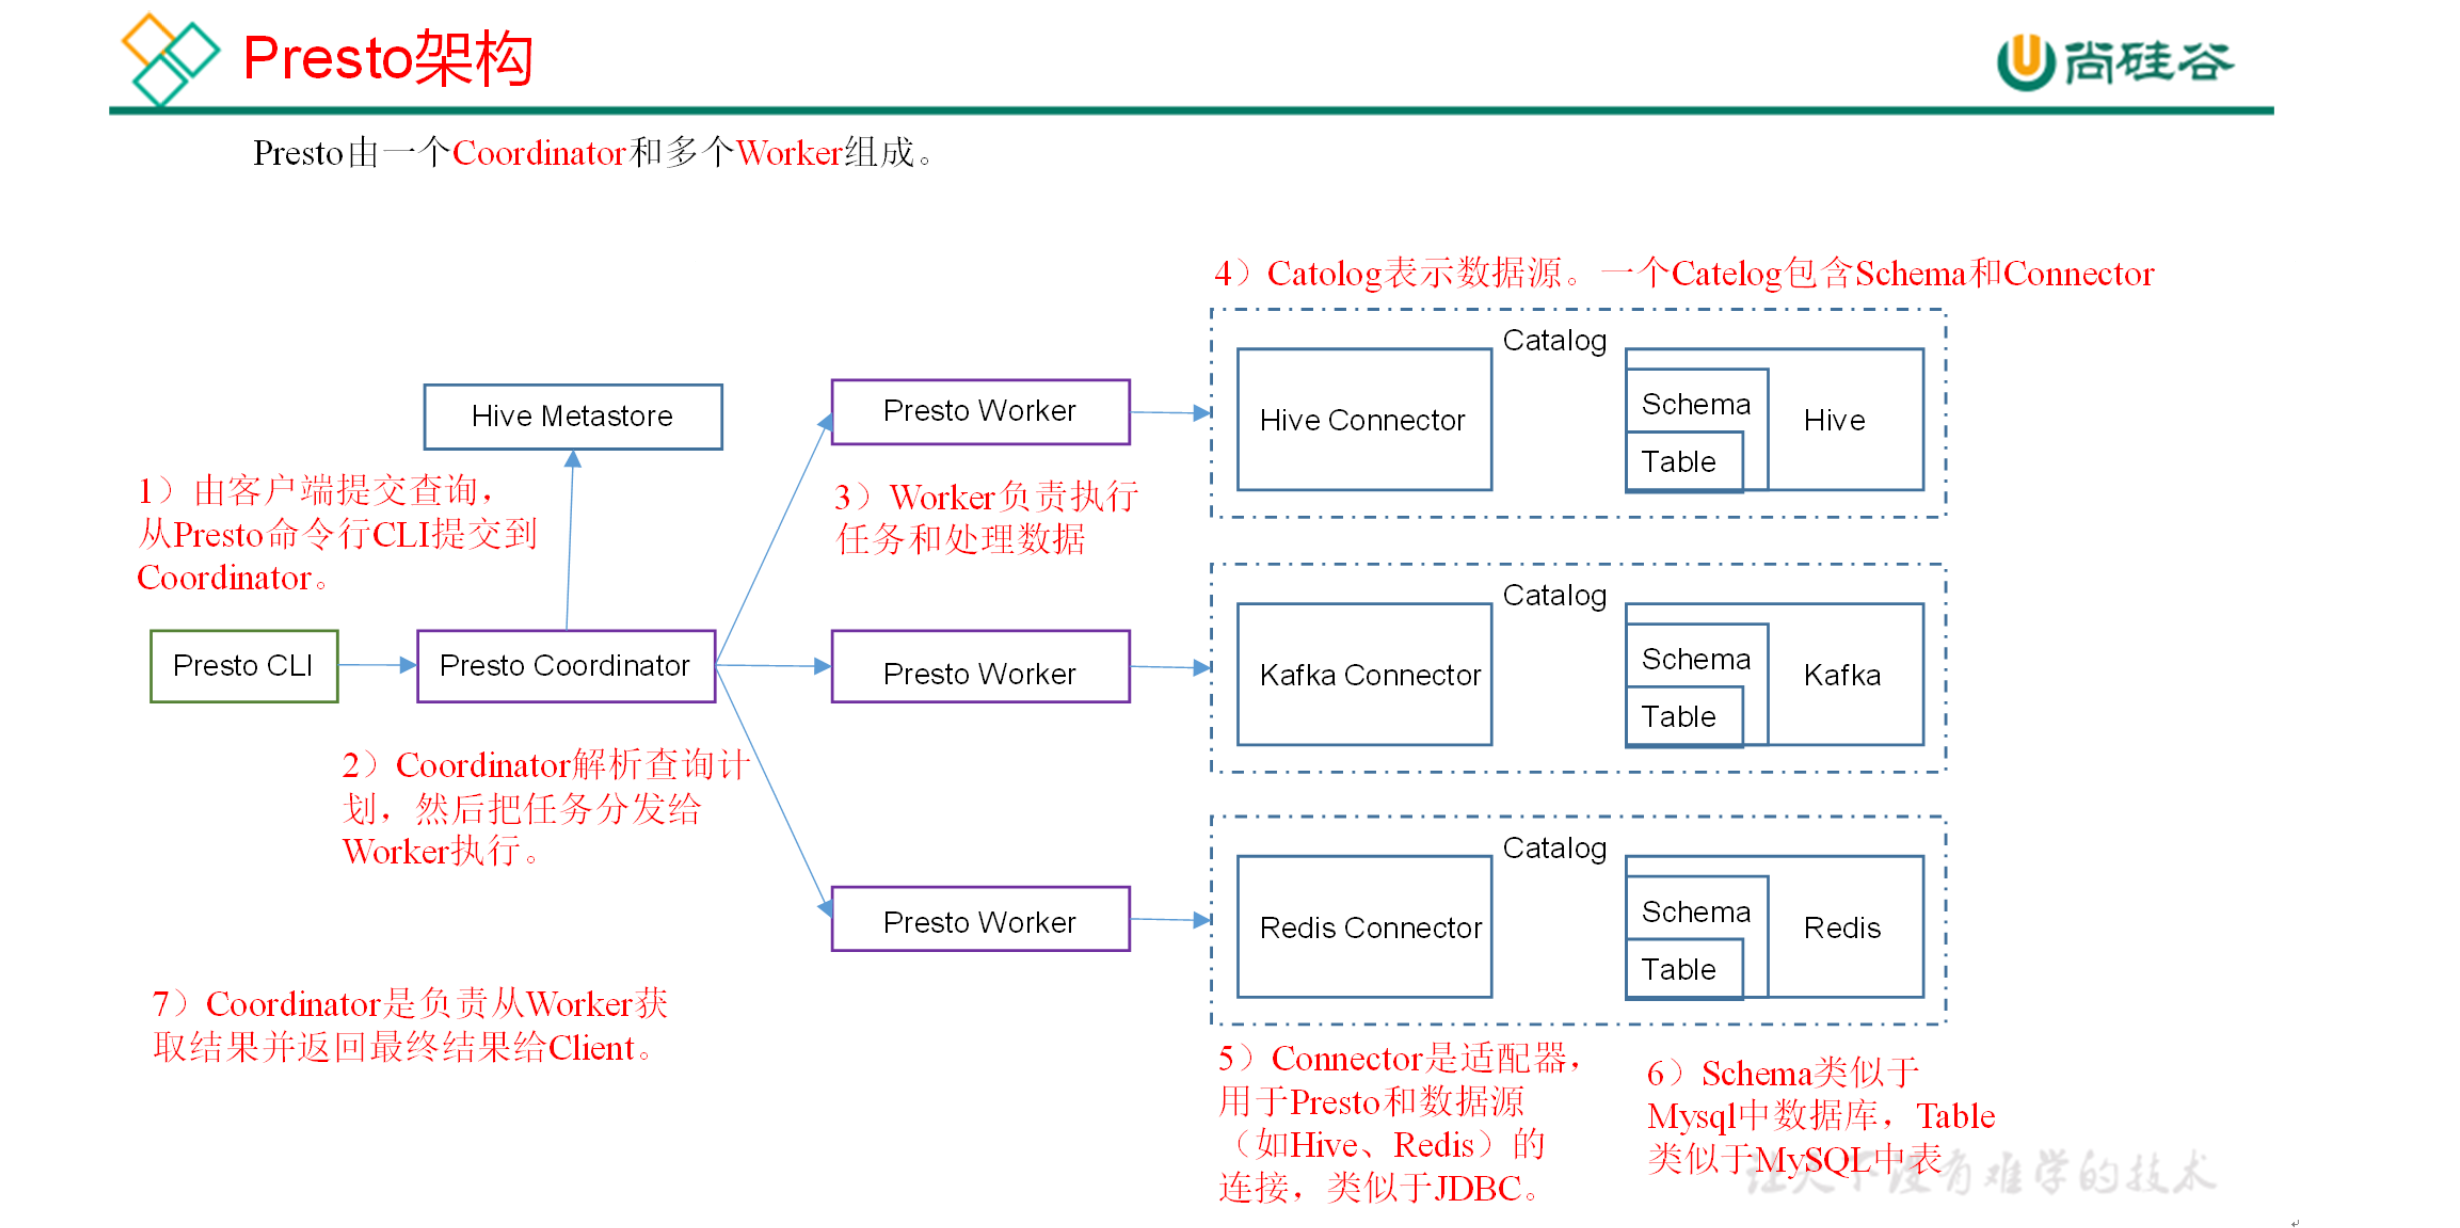 Presto架构
尚硅谷
Presto由一个Coordinator和多个Worker组成。
4）Catolog表示数据源。一个Catelog包含Schema和Connector
Catalog
Hive Connector
Schema
Table
Hive
Hive Metastore
Presto Worker
1）由客户端提交查询，
从Presto命令行CLI提交到
Coordinator。
3）Worker负责执行
任务和处理数据
Catalog
Kafka Connector
Schema
Table
Kafka
Presto CLI
Presto Coordinator
Presto Worker
2）Coordinator解析查询计
划，然后把任务分发给
Worker执行。
Catalog
Redis Connector
Schema
Table
Redis
Presto Worker
7）Coordinator是负责从Worker获
取结果并返回最终结果给Client。
5）Connector是适配器，
用于Presto和数据源
（如Hive、Redis）的
连接，类似于JDBC。
6）Schema类似于
Mysql中数据库，Table
类似于MySQL中表
让天下没有难学的技术